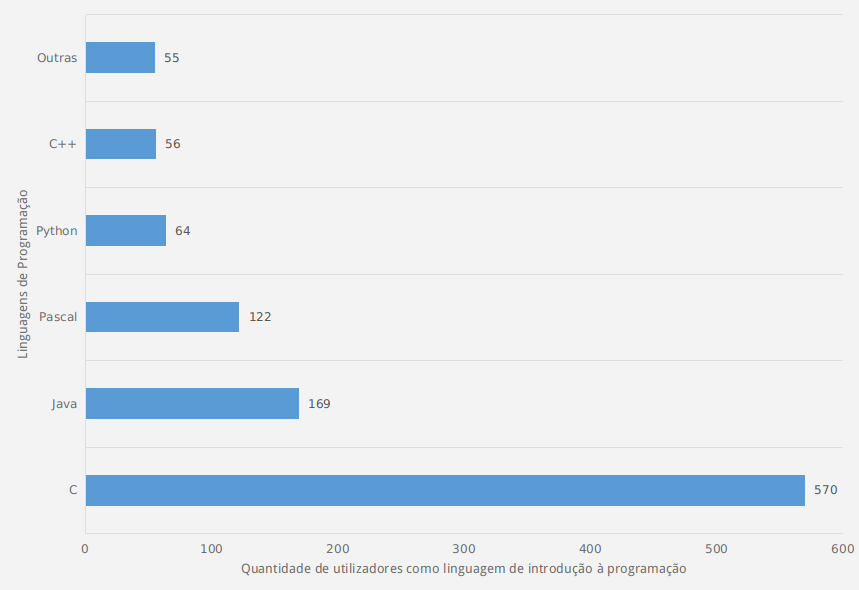 Outras 55
C++ 56
Python 64
Pascal 122
Java 169
C 570
0 100 200 300 400 500 600
Quantidade de utilizadores como linguagem de introdução à programação
Linguagens de Programação